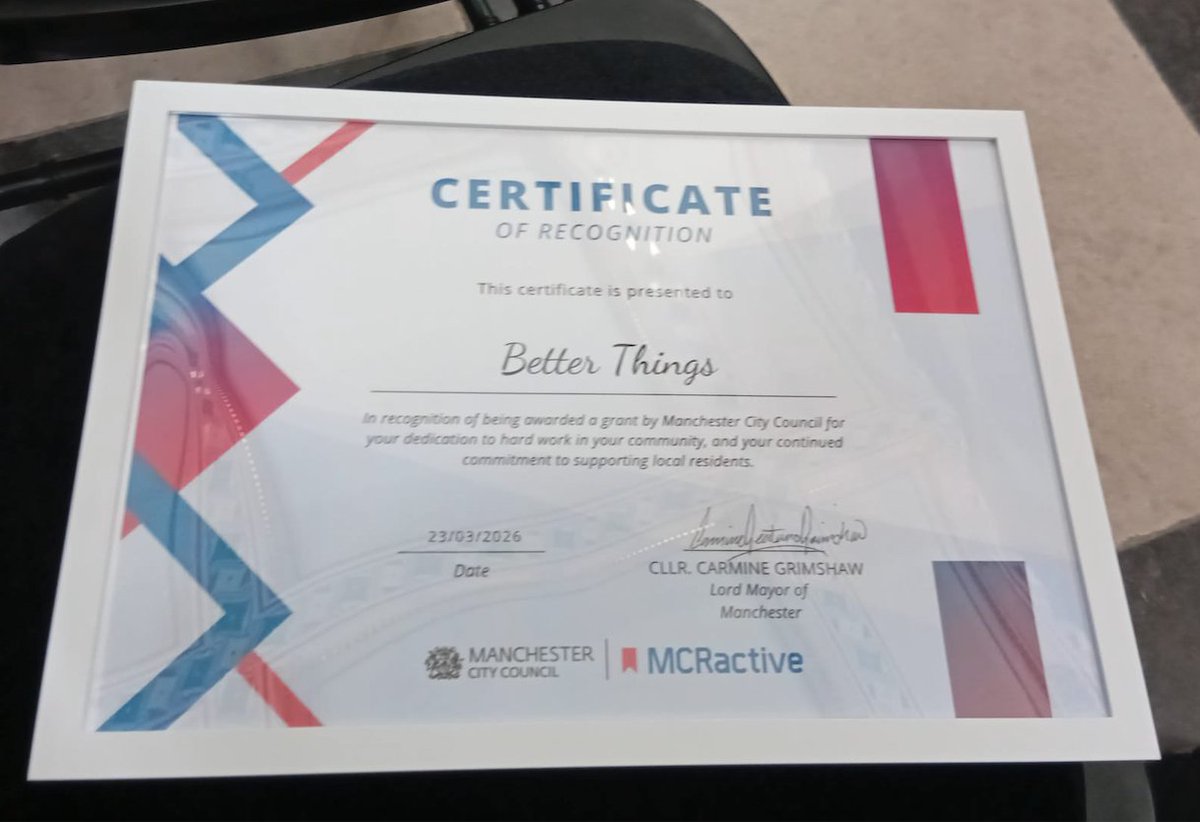 CERTIFICATE
OF RECOGNITION
This certificate is presented to
Better Things
In recognition of being awarded a grant by Manchester City Council for
your dedication to hard work in your community, and your continued
commitment to supporting local residents.
23/03/2026
Date
CLLR. CARMINE GRIMSHAW
Lord Mayor of
Manchester
MANCHESTER
CITY COUNCIL
MCRactive